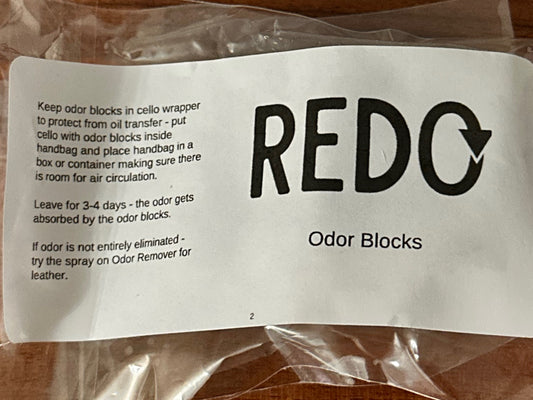 Keep odor blocks in cello wrapper
to protect from oil transfer - put
cello with odor blocks inside
handbag and place handbag in a
box or container making sure there
is room for air circulation.
Leave for 3-4 days - the odor gets
absorbed by the odor blocks.
If odor is not entirely eliminated -
try the spray on Odor Remover for
leather.
REDO
Odor Blocks
2